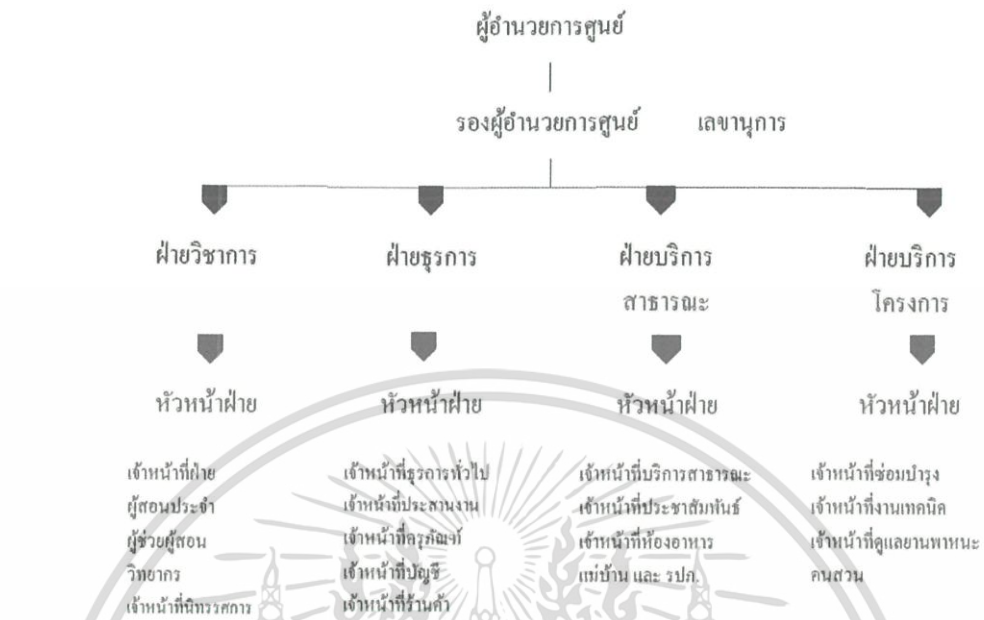 ผู้อำนวยการศูนย์
รองผู้อำนวยการศูนย์ เลขานุการ
ฝ่ายวิชาการ ฝ่ายธุรการ ฝ่ายบริการ ฝ่ายบริการ
สาธารณะ โครงการ
หัวหน้าฝ่าย หัวหน้าฝ่าย หัวหน้าฝ่าย หัวหน้าฝ่าย
เจ้าหน้าที่ฝ่าย เจ้าหน้าที่ธุรการทั่วไป เจ้าหน้าที่บริการสาธารณะ เจ้าหน้าที่ซ่อมบำรุง
ผู้สอนประจำ เจ้าหน้าที่ประสานงาน เจ้าหน้าที่ประชาสัมพันธ์ เจ้าหน้าที่งานเทคนิค
ผู้ช่วยผู้สอน เจ้าหน้าที่ครุภัณฑ์ เจ้าหน้าที่ห้องอาหาร เจ้าหน้าที่ดูแลยานพาหนะ
วิทยากร เจ้าหน้าที่บัญชี แม่บ้าน และ รปภ. คนสวน
เจ้าหน้าที่นิทรรศการ เจ้าหน้าที่ร้านค้า